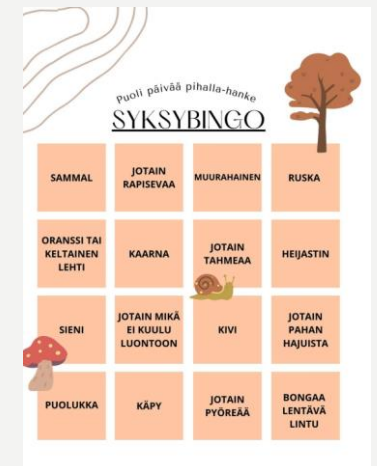 Puoli päivää pihalla-hanke
SYKSYBINGO
SAMMAL
JOTAIN
RAPISEVAA
MUURAHAINEN
RUSKA
ORANSSI TAI
KELTAINEN
LEHTI
KAARNA
JOTAIN
TAHMEAA
HEIJASTIN
SIENI
JOTAIN MIKÄ
EI KUULU
LUONTOON
KIVI
JOTAIN
PAHAN
HAJUISTA
PUOLUKKA
KÄPY
JOTAIN
PYÖREÄÄ
BONGAA
LENTÄVÄ
LINTU